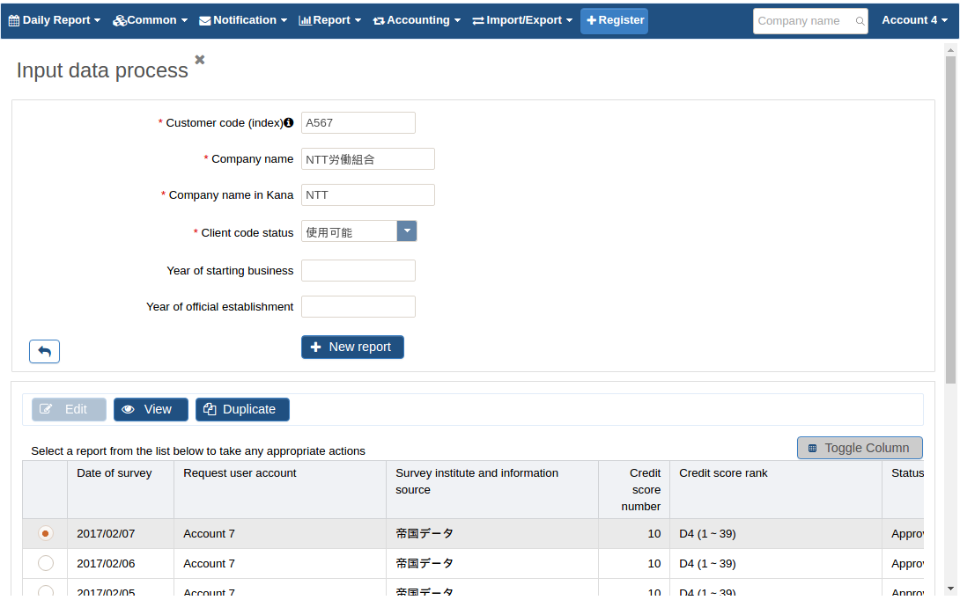 Daily Report Common Notification Report Accounting Import/Export Register Company name Account 4
Input data process
* Customer code (index) A567
* Company name NTT労働組合
* Company name in Kana NTT
* Client code status 使用可能
Year of starting business
Year of official establishment
New report
Edit View Duplicate
Select a report from the list below to take any appropriate actions Toggle Column
Date of survey Request user account Survey institute and information Credit Credit score rank Status
source score
number
2017/02/07 Account 7 帝国データ 10 D4 (1 ~ 39) Approv
2017/02/06 Account 7 帝国データ 10 D4 (1 ~ 39) Approv
2017/02/05 Account 7 帝国データ 10 D4 (1 ~ 39) Approv